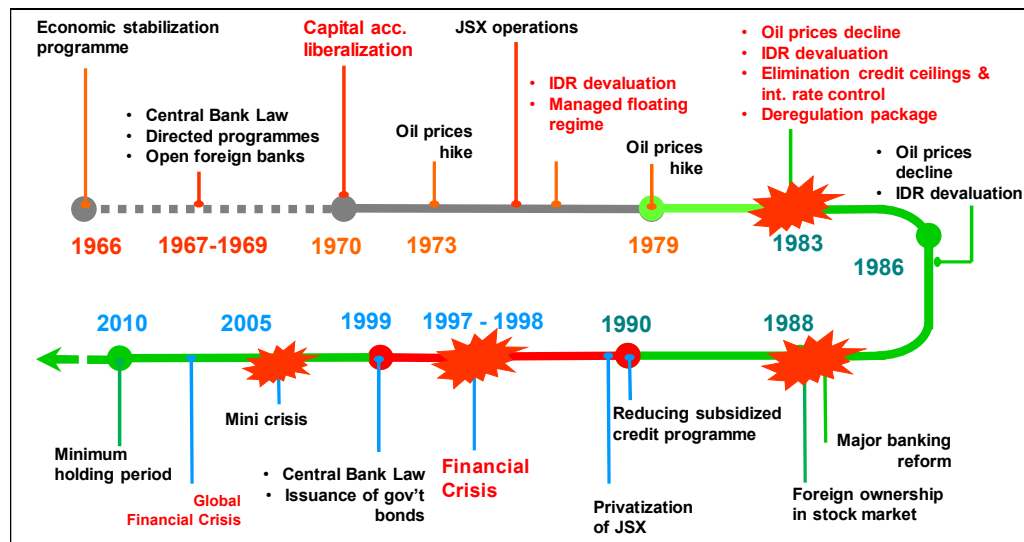 Economic stabilization
programme
• Central Bank Law
• Directed programmes
• Open foreign banks
Capital acc.
liberalization
Oil prices
hike
JSX operations
• IDR devaluation
• Managed floating
regime
Oil prices
hike
• Oil prices decline
• IDR devaluation
• Elimination credit ceilings &
int. rate control
• Deregulation package
• Oil prices
decline
• IDR devaluation
1966
1967-1969
1970
1973
1979
1983
1986
2010
2005
1999
1997 - 1998
1990
1988
Minimum
holding period
Global
Financial Crisis
Mini crisis
• Central Bank Law
• Issuance of gov't
bonds
Financial
Crisis
Privatization
of JSX
Reducing subsidized
credit programme
Major banking
reform
Foreign ownership
in stock market